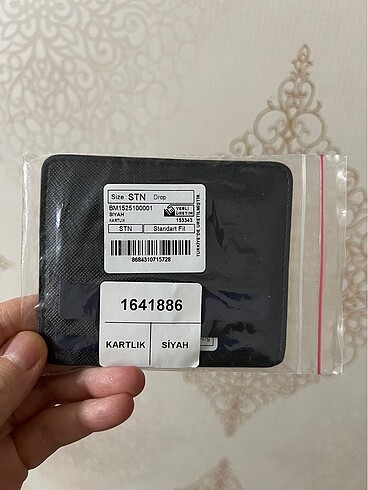 Size STN Drop
BM1525100001
SİYAH
KARTLIK
YERLİ ÜRETİM
153343
STN Standart Fit
8684310715728
TÜRKİYE'DE ÜRETİLMİŞTİR.
1641886
KARTLIK SİYAH